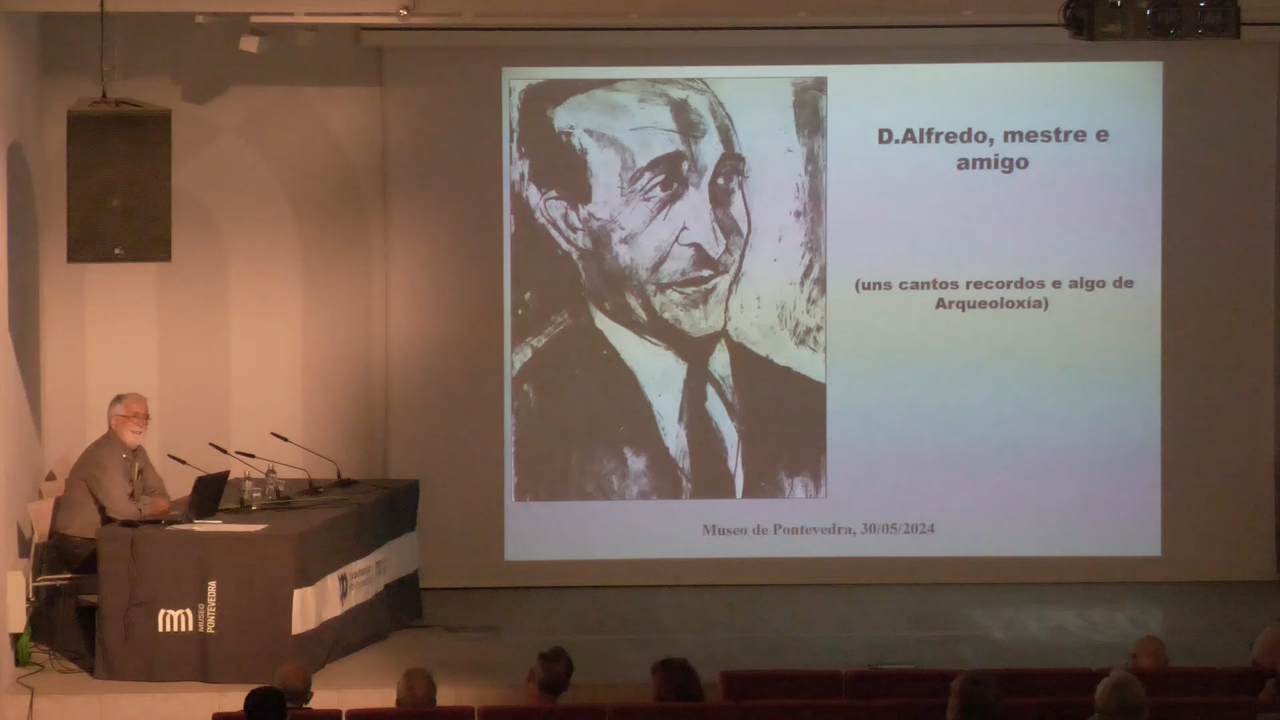 D.Alfredo, mestre e
amigo
(uns cantos recordos e algo de
Arqueoloxía)
Museo de Pontevedra, 30/05/2024
MUSEO
PONTEVEDRA